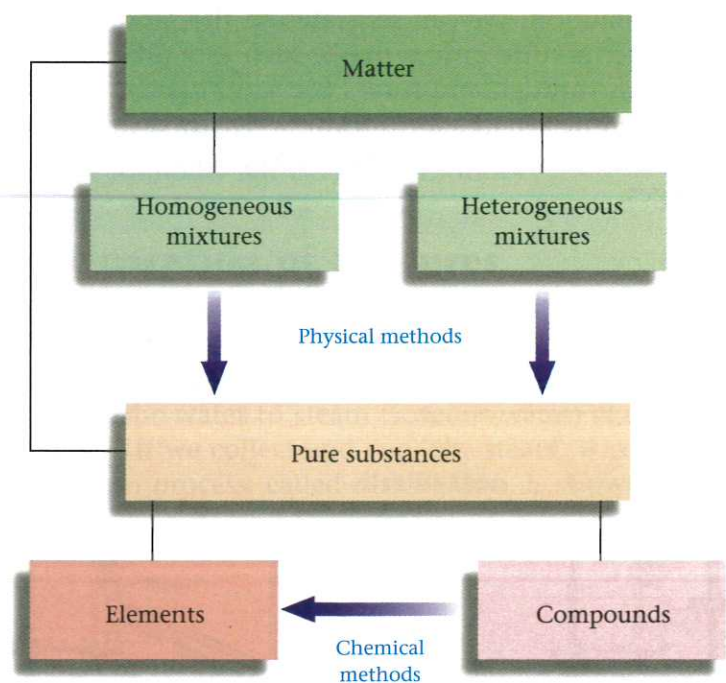 Matter
Homogeneous
mixtures
Heterogeneous
mixtures
Physical methods
Pure substances
Elements
Compounds
Chemical
methods